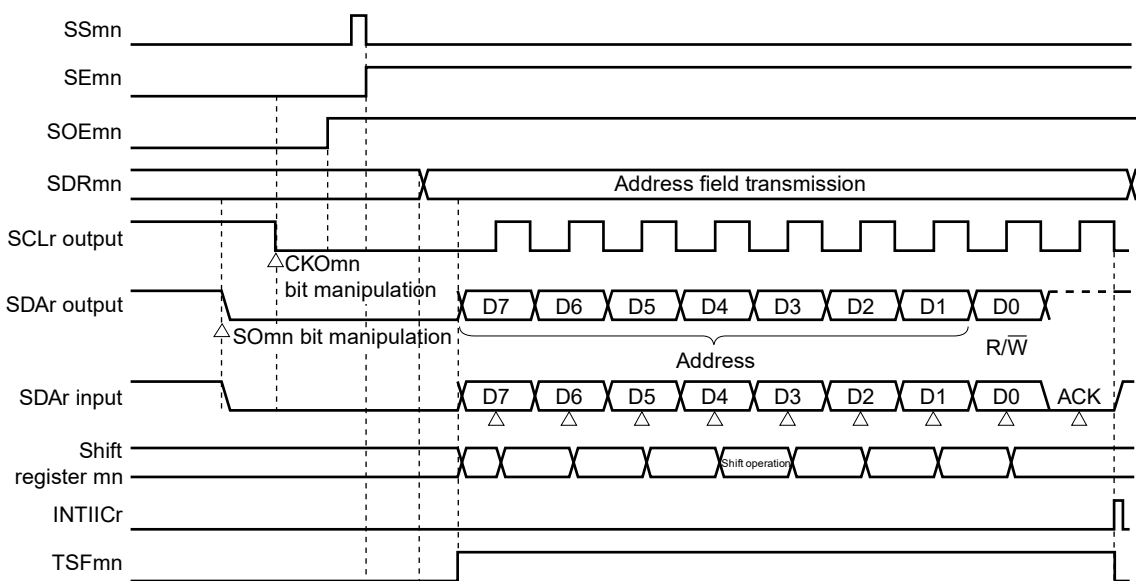 SSmn
SEmn
SOEmn
SDRmn
Address field transmission
SCLr output
CKOmn
bit manipulation
SDAr output
D7 D6 D5 D4 D3 D2 D1 D0
SOmn bit manipulation
Address
R/W̅
SDAr input
D7 D6 D5 D4 D3 D2 D1 D0 ACK
Shift
register mn
Shift operation
INTIICr
TSFmn